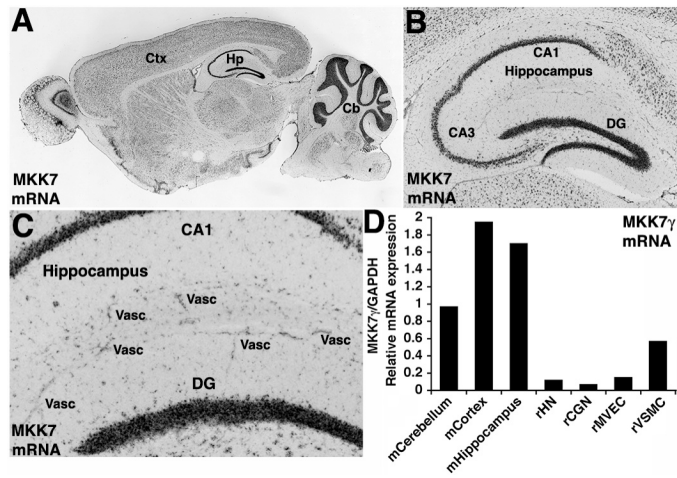 A
Ctx
Hp
Cb
MKK7
mRNA
B
CA1
Hippocampus
CA3
DG
MKK7
mRNA
C
CA1
Hippocampus
Vasc
Vasc
Vasc
Vasc
Vasc
Vasc
DG
MKK7
mRNA
D
MKK7γ
mRNA
MKK7γ/GAPDH
Relative mRNA expression
2
1.8
1.6
1.4
1.2
1
0.8
0.6
0.4
0.2
0
mCerebellum
mCortex
mHippocampus
rHN
rCGN
rMVEC
rVSMC